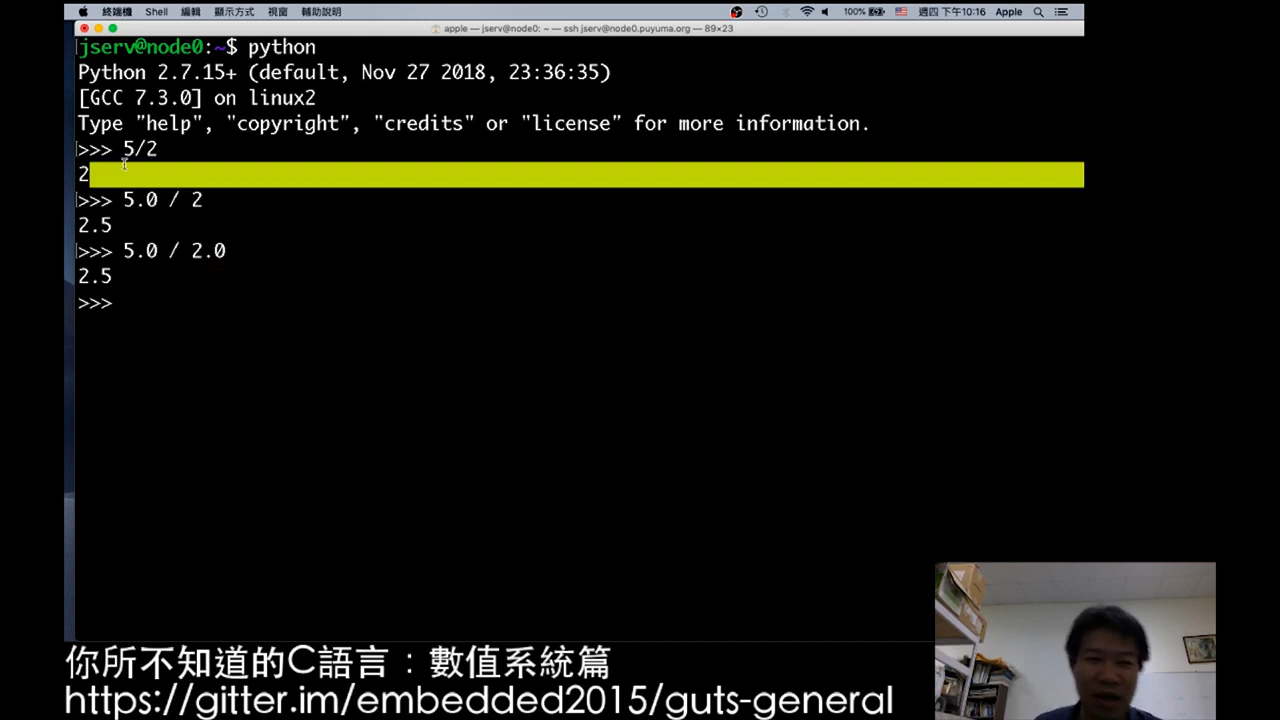 終端機 Shell 編輯 顯示方式 視窗 輔助說明 100% 週四 下午10:16 Apple
apple — jserv@node0: ~ — ssh jserv@node0.puyuma.org — 89×23
jserv@node0:~$ python
Python 2.7.15+ (default, Nov 27 2018, 23:36:35)
[GCC 7.3.0] on linux2
Type "help", "copyright", "credits" or "license" for more information.
>>> 5/2
2
>>> 5.0 / 2
2.5
>>> 5.0 / 2.0
2.5
>>>
你所不知道的C語言：數值系統篇
https://gitter.im/embedded2015/guts-general